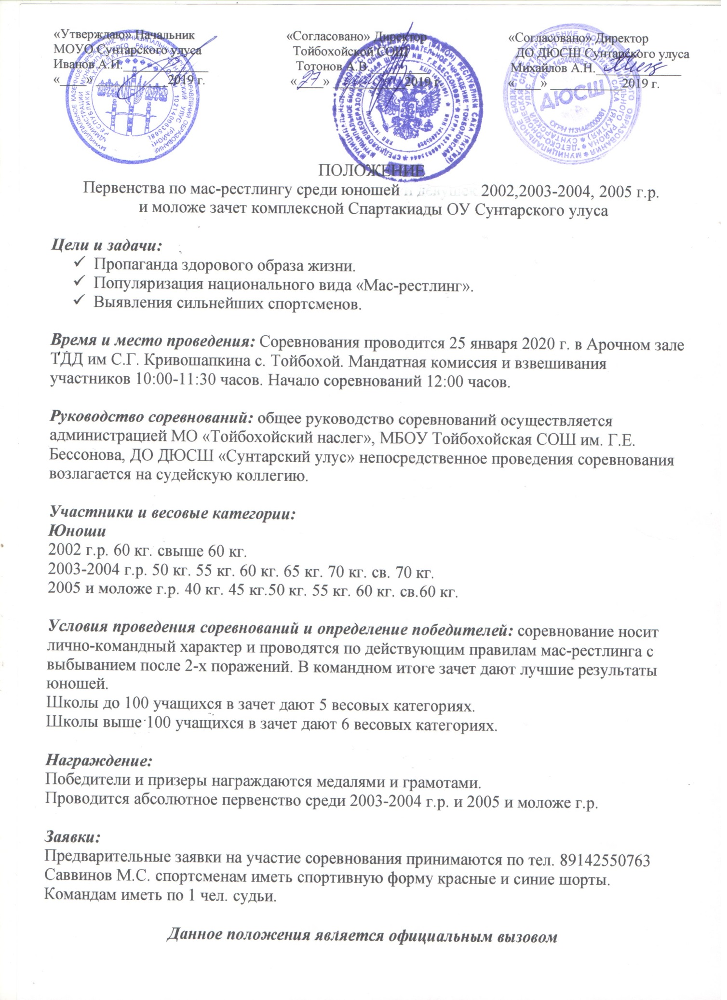 «Утверждаю» Начальник
МОУО Сунтарского улуса
Иванов А.И._____________
«____» ___________2019 г.
«Согласовано» Директор
Тойбохойской СОШ
Тотонов А.В.
«27» ___________2019 г.
«Согласовано» Директор
ДО ДЮСШ Сунтарского улуса
Михайлов А.Н._____________
«____» ___________2019 г.
ДЮСШ
ОГРН 1131445000081
ПОЛОЖЕНИЕ
Первенства по мас-рестлингу среди юношей и девушек 2002,2003-2004, 2005 г.р.
и моложе зачет комплексной Спартакиады ОУ Сунтарского улуса
Цели и задачи:
✓ Пропаганда здорового образа жизни.
✓ Популяризация национального вида «Мас-рестлинг».
✓ Выявления сильнейших спортсменов.
Время и место проведения: Соревнования проводится 25 января 2020 г. в Арочном зале
ТДД им С.Г. Кривошапкина с. Тойбохой. Мандатная комиссия и взвешивания
участников 10:00-11:30 часов. Начало соревнований 12:00 часов.
Руководство соревнований: общее руководство соревнований осуществляется
администрацией МО «Тойбохойский наслег», МБОУ Тойбохойская СОШ им. Г.Е.
Бессонова, ДО ДЮСШ «Сунтарский улус» непосредственное проведения соревнования
возлагается на судейскую коллегию.
Участники и весовые категории:
Юноши
2002 г.р. 60 кг. свыше 60 кг.
2003-2004 г.р. 50 кг. 55 кг. 60 кг. 65 кг. 70 кг. св. 70 кг.
2005 и моложе г.р. 40 кг. 45 кг.50 кг. 55 кг. 60 кг. св.60 кг.
Условия проведения соревнований и определение победителей: соревнование носит
лично-командный характер и проводятся по действующим правилам мас-рестлинга с
выбыванием после 2-х поражений. В командном итоге зачет дают лучшие результаты
юношей.
Школы до 100 учащихся в зачет дают 5 весовых категориях.
Школы выше 100 учащихся в зачет дают 6 весовых категориях.
Награждение:
Победители и призеры награждаются медалями и грамотами.
Проводится абсолютное первенство среди 2003-2004 г.р. и 2005 и моложе г.р.
Заявки:
Предварительные заявки на участие соревнования принимаются по тел. 89142550763
Саввинов М.С. спортсменам иметь спортивную форму красные и синие шорты.
Командам иметь по 1 чел. судьи.
Данное положения является официальным вызовом